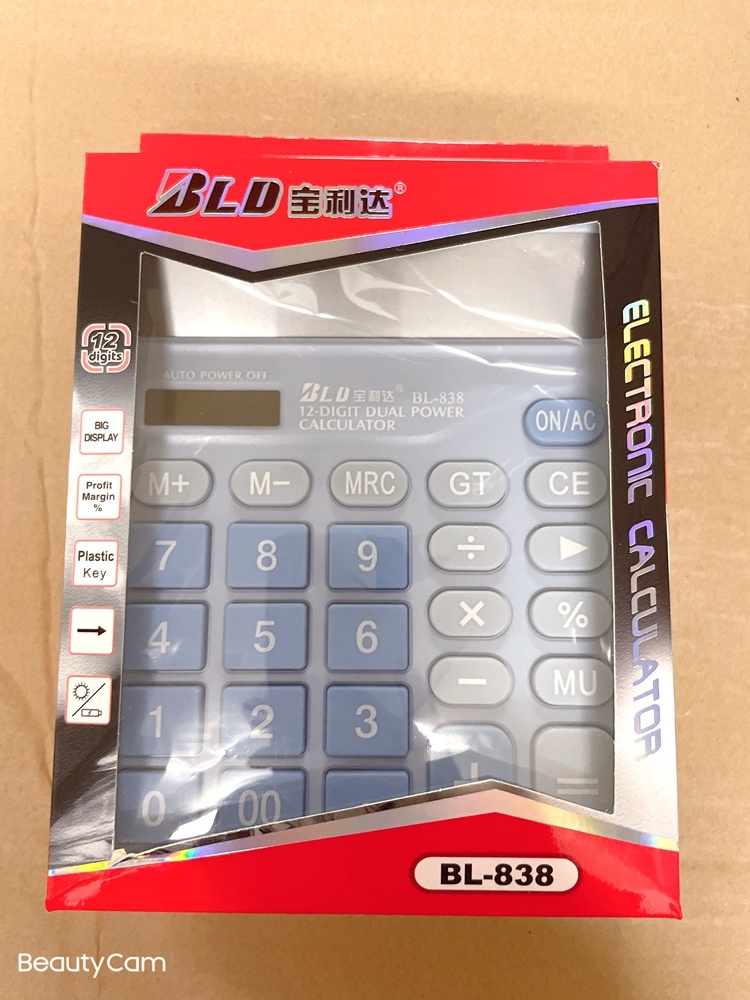 BLD 宝利达®
ELECTRONIC CALCULATOR
12
digits
BIG
DISPLAY
Profit
Margin
%
Plastic
Key
AUTO POWER OFF
BLD 宝利达® BL-838
12-DIGIT DUAL POWER
CALCULATOR
ON/AC
M+ M− MRC GT CE
7 8 9 ÷ ▶
4 5 6 × %
1 2 3 − MU
0 00 + =
BL-838
BeautyCam